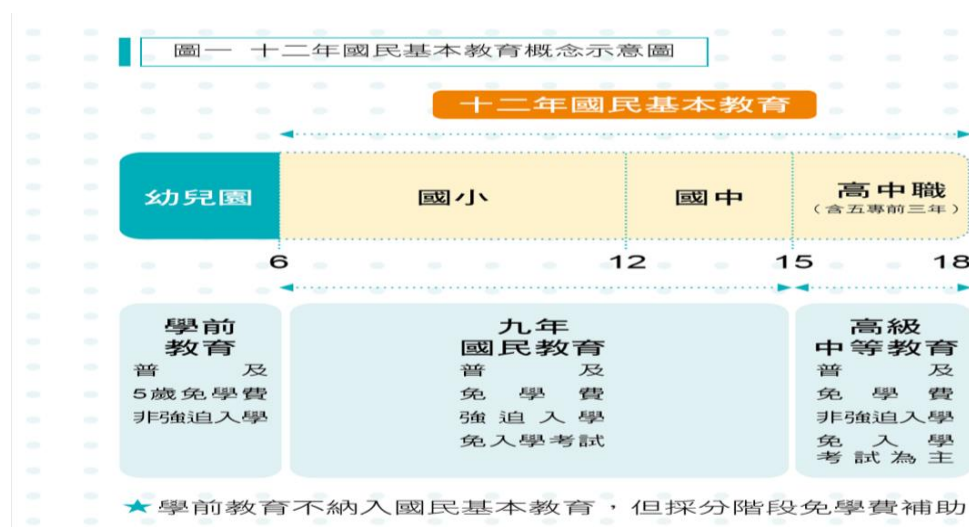 圖一 十二年國民基本教育概念示意圖
十二年國民基本教育
幼兒園
國小
國中
高中職
(含五專前三年)
6
12
15
18
學前
教育
普及
5歲免學費
非強迫入學
九年
國民教育
普及
免學費
強迫入學
免入學考試
高級
中等教育
普及
免學費
非強迫入學
免入學
考試為主
★學前教育不納入國民基本教育，但採分階段免學費補助